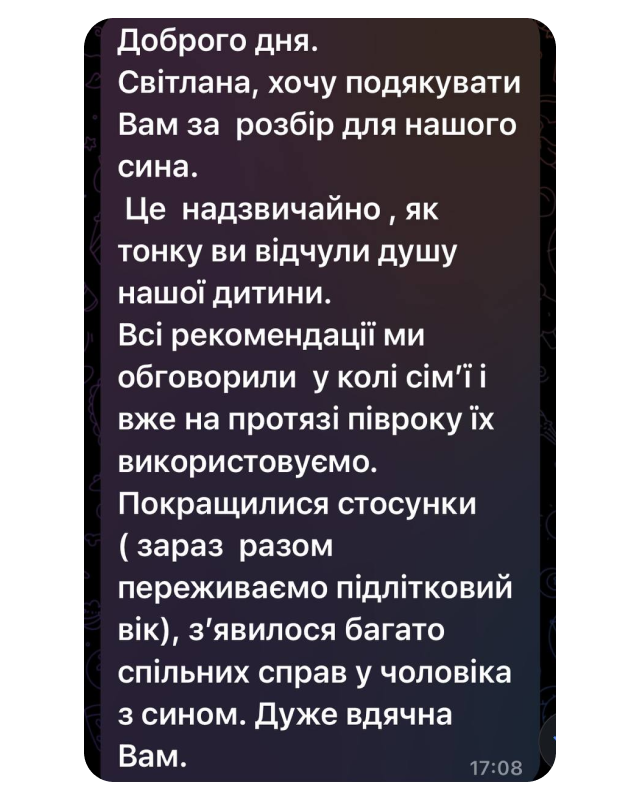 Доброго дня.
Світлана, хочу подякувати
Вам за  розбір для нашого
сина.
 Це  надзвичайно , як
тонку ви відчули душу
нашої дитини.
Всі рекомендації ми
обговорили  у колі сім’ї і
вже на протязі півроку їх
використовуємо.
Покращилися стосунки
( зараз  разом
переживаємо підлітковий
вік), з’явилося багато
спільних справ у чоловіка
з сином. Дуже вдячна
Вам.
17:08